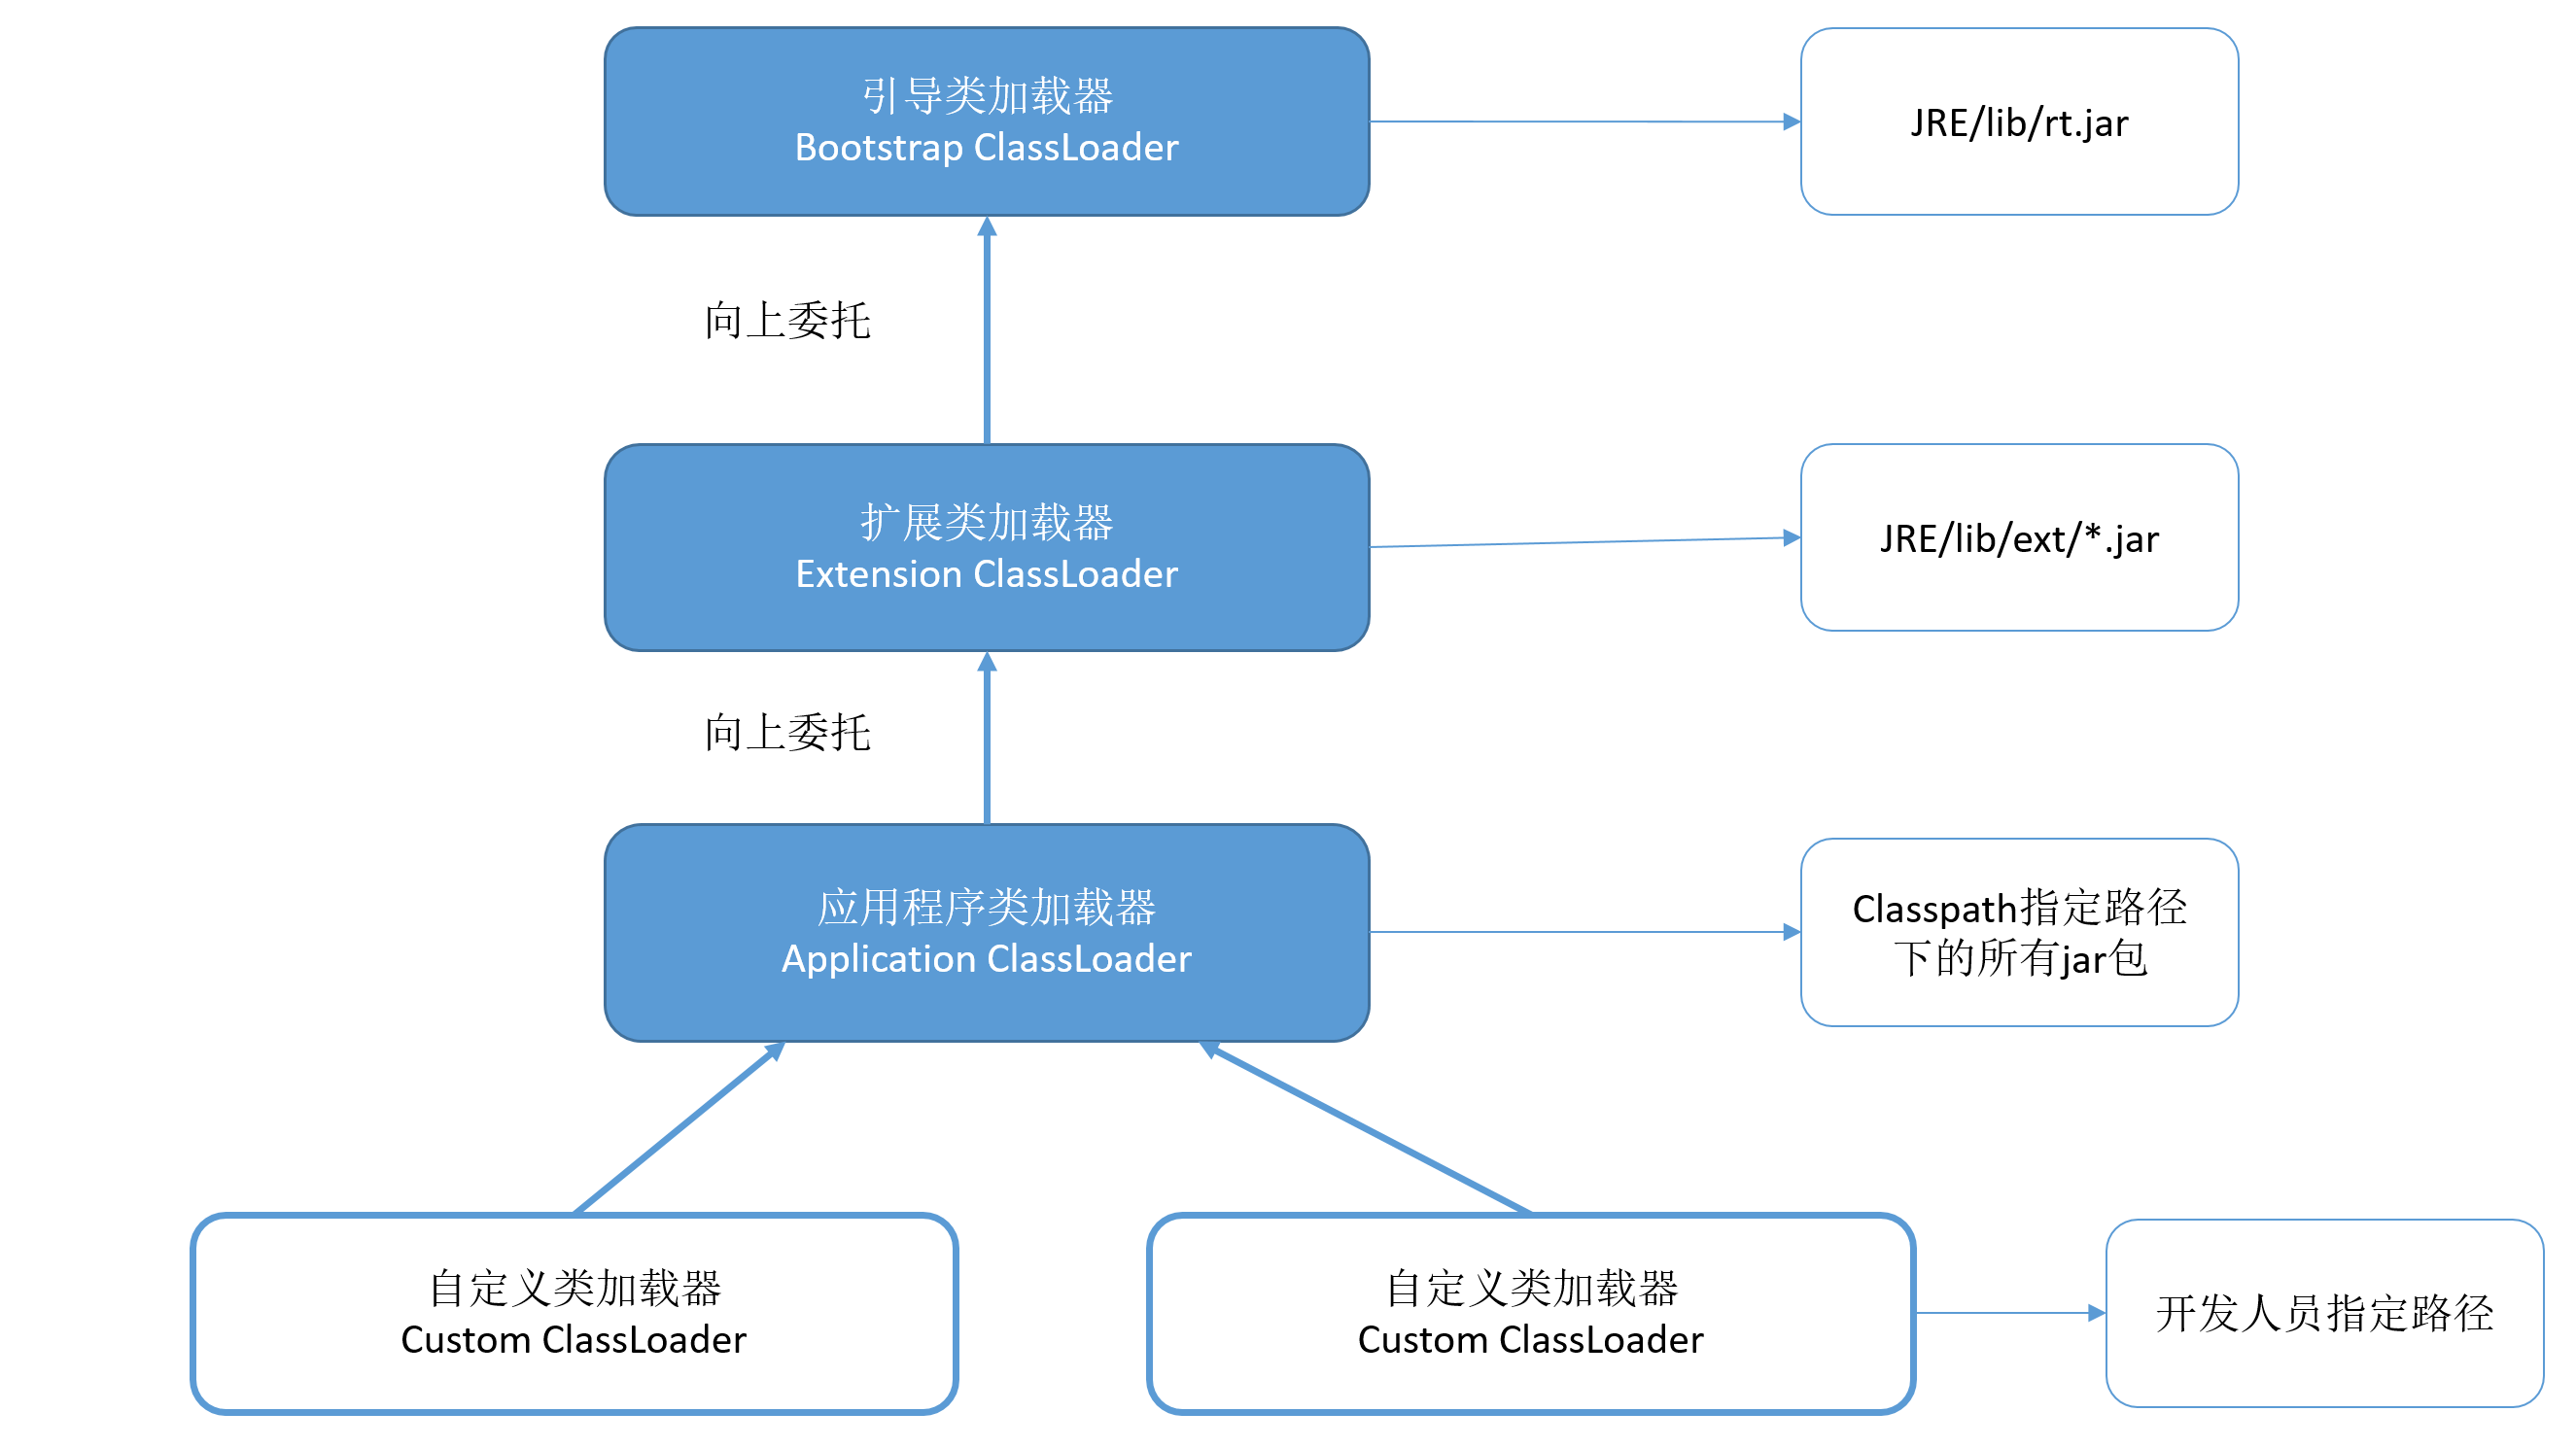 引导类加载器
Bootstrap ClassLoader
JRE/lib/rt.jar
向上委托
扩展类加载器
Extension ClassLoader
JRE/lib/ext/*.jar
向上委托
应用程序类加载器
Application ClassLoader
Classpath指定路径
下的所有jar包
自定义类加载器
Custom ClassLoader
自定义类加载器
Custom ClassLoader
开发人员指定路径